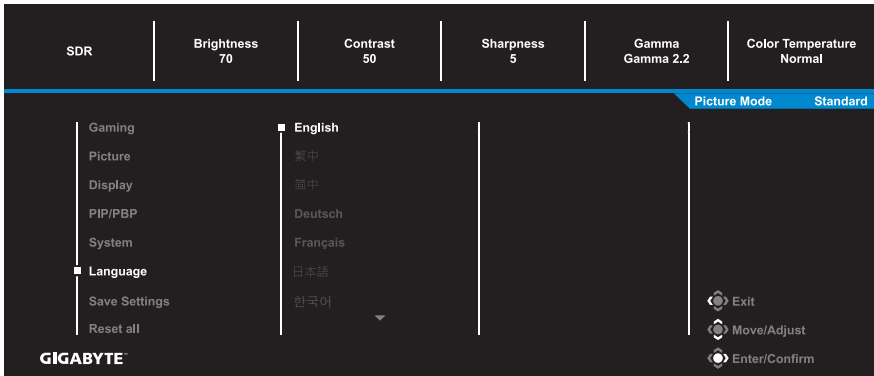 SDR
Brightness
70
Contrast
50
Sharpness
5
Gamma
Gamma 2.2
Color Temperature
Normal
Picture Mode Standard
Gaming
Picture
Display
PIP/PBP
System
Language
Save Settings
Reset all
English
繁中
简中
Deutsch
Français
日本語
한국어
Exit
Move/Adjust
Enter/Confirm
GIGABYTE™